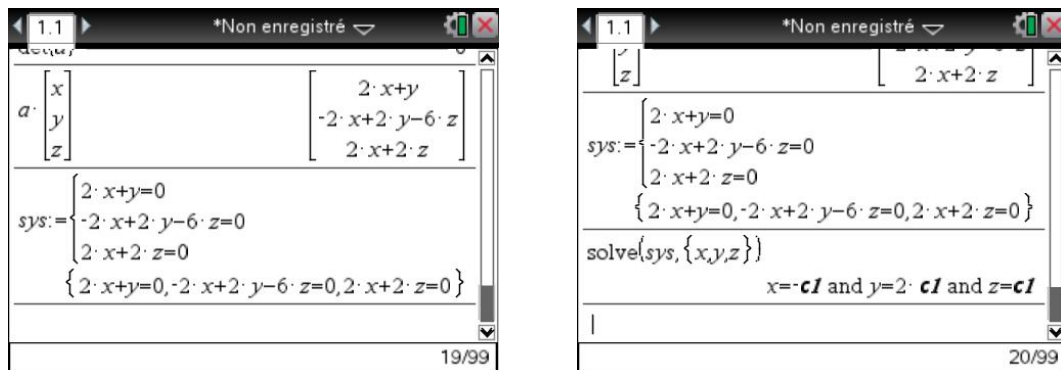 1.1 *Non enregistré
det(a) 0
a· [x y z] [2·x+y -2·x+2·y-6·z 2·x+2·z]
sys:={2·x+y=0
-2·x+2·y-6·z=0
2·x+2·z=0
{2·x+y=0,-2·x+2·y-6·z=0,2·x+2·z=0}
19/99
1.1 *Non enregistré
y
z 2·x+2·z
sys:={2·x+y=0
-2·x+2·y-6·z=0
2·x+2·z=0
{2·x+y=0,-2·x+2·y-6·z=0,2·x+2·z=0}
solve(sys,{x,y,z})
x=-c1 and y=2·c1 and z=c1
20/99